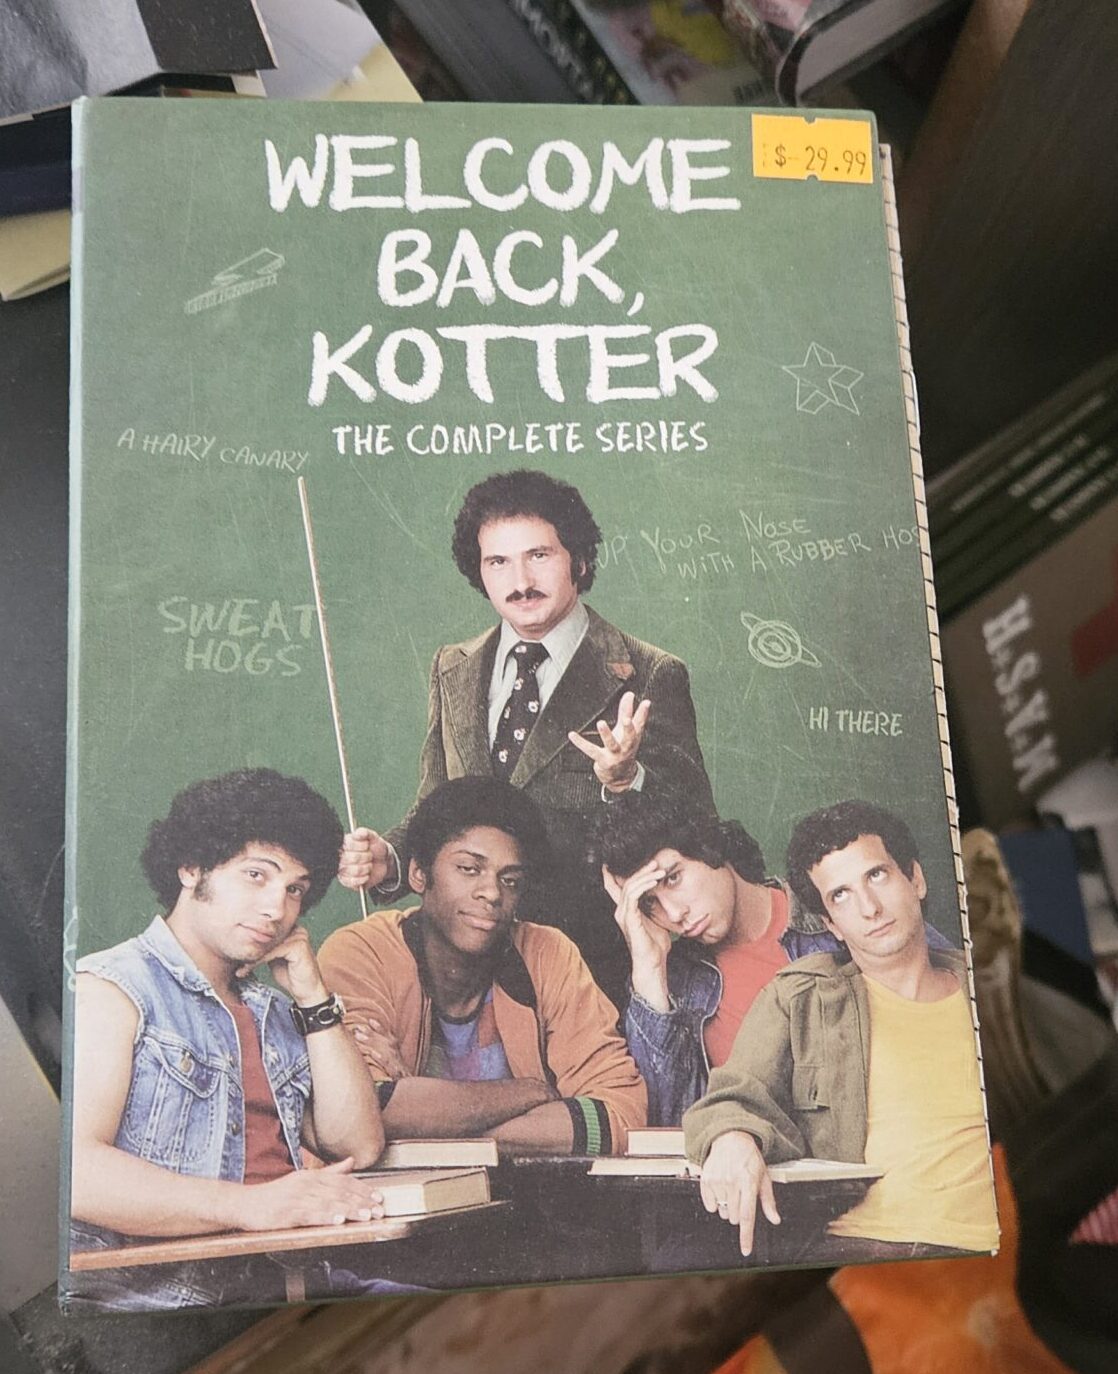 WELCOME
BACK,
KOTTER
THE COMPLETE SERIES
$ 29.99
A HAIRY CANARY
UP YOUR NOSE
WITH A RUBBER HOS
SWEAT
HOGS
HI THERE
M*A*S*H